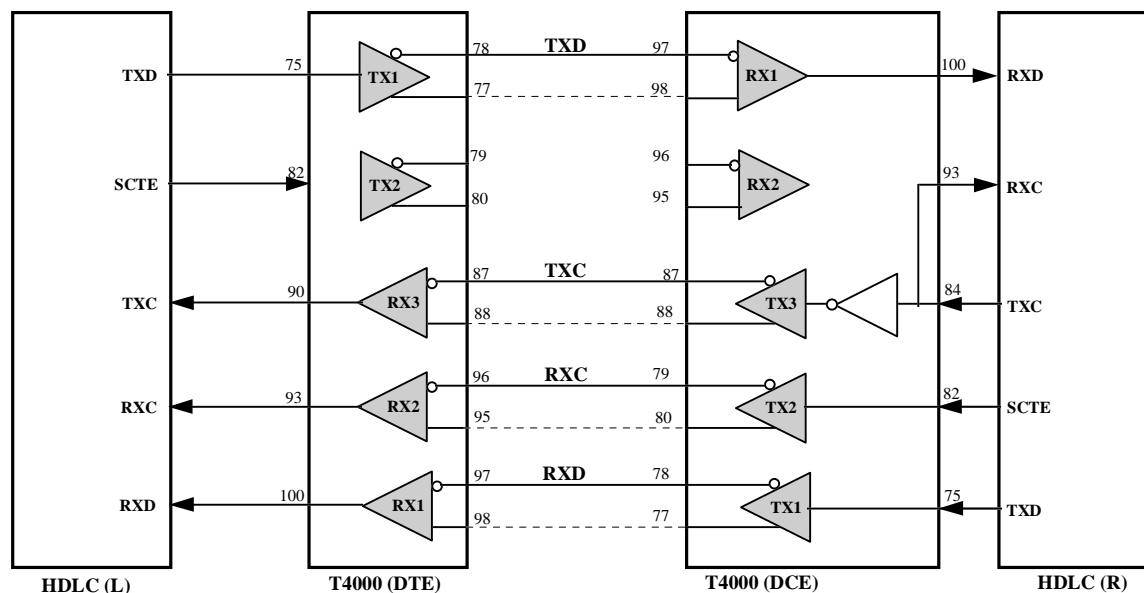 TXD 75 TX1 78 TXD 97 RX1 100 RXD
77 98
SCTE 82 TX2 79 96 RX2 93 RXC
80 95
TXC 90 RX3 87 TXC 87 TX3 84 TXC
88 88
RXC 93 RX2 96 RXC 79 TX2 82 SCTE
95 80
RXD 100 RX1 97 RXD 78 TX1 75 TXD
98 77
HDLC (L) T4000 (DTE) T4000 (DCE) HDLC (R)